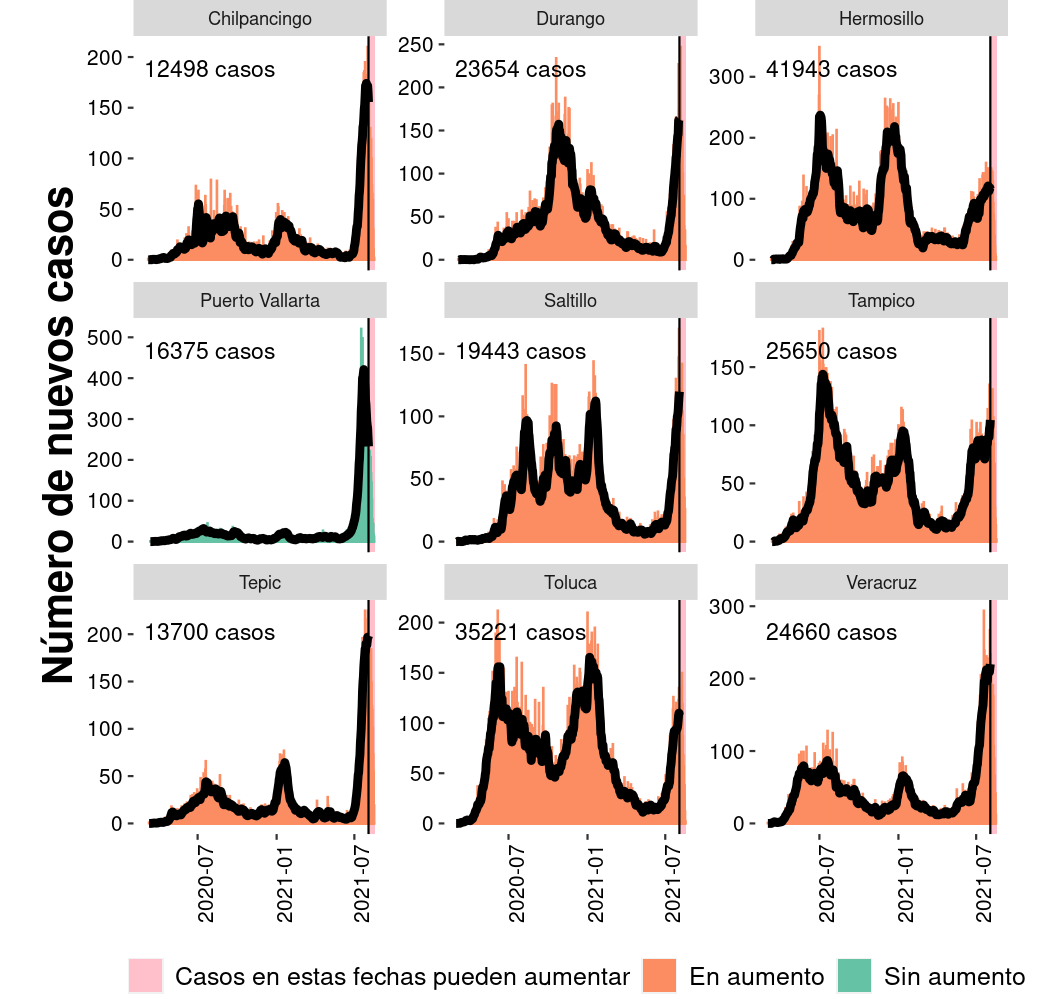 Número de nuevos casos
Chilpancingo
12498 casos
200
150
100
50
0
Durango
23654 casos
250
200
150
100
50
0
Hermosillo
41943 casos
300
200
100
0
Puerto Vallarta
16375 casos
500
400
300
200
100
0
Saltillo
19443 casos
150
100
50
0
Tampico
25650 casos
150
100
50
0
Tepic
13700 casos
200
150
100
50
0
2020-07
2021-01
2021-07
Toluca
35221 casos
200
150
100
50
0
2020-07
2021-01
2021-07
Veracruz
24660 casos
300
200
100
0
2020-07
2021-01
2021-07
Casos en estas fechas pueden aumentar
En aumento
Sin aumento